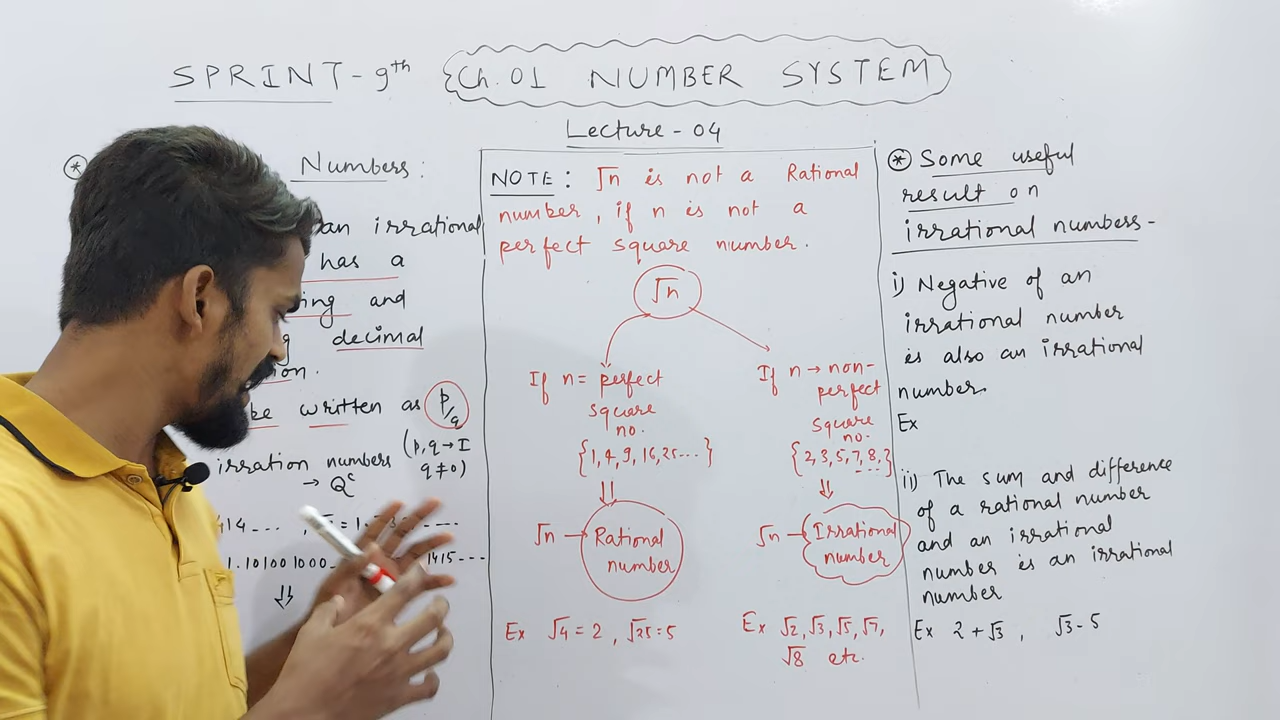 SPRINT - 9th Ch. 01 NUMBER SYSTEM
Lecture - 04
Numbers :
an irrational
has a
and
decimal
written as p/q
(p,q → I
q ≠ 0)
irration numbers
→ Qᶜ
414 ...
1.10100 1000
1415 ---
⇓
NOTE : √n is not a Rational
number, if n is not a
perfect square number.
√n
If n = perfect
square
no.
{1, 4, 9, 16, 25 ...}
⇓
√n → Rational
number
Ex √4 = 2 , √25 = 5
If n → non-
perfect
square
no.
{2, 3, 5, 7, 8, ...}
⇓
√n → Irrational
number
Ex √2, √3, √5, √7,
√8 etc.
* Some useful
result on
irrational numbers -
i) Negative of an
irrational number
is also an irrational
number.
Ex
ii) The sum and difference
of a rational number
and an irrational
number is an irrational
number
Ex 2 + √3 , √3 - 5